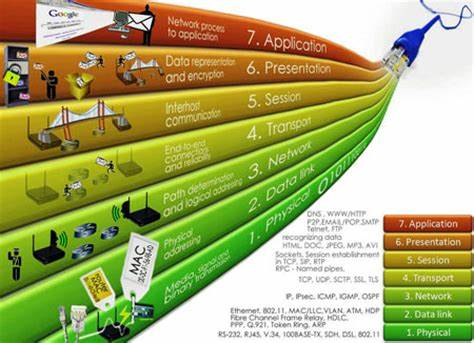 Google
Network process
to application
7. Application
Data representation
and encryption
6. Presentation
Interhost
communication
5. Session
End-to-end
connections
and reliability
4. Transport
Path determination
and logical addressing
3. Network
Physical
addressing
2. Data link
Media, signal and
binary transmission
1. Physical
MAC
DNS, WWW/HTTP
P2P,EMAIL/POP,SMTP
Telnet, FTP
recognizing data
HTML, DOC, JPEG, MP3, AVI
Sockets, Session establishment
in TCP, SIP, RTP
RPC - Named pipes,
TCP, UDP, SCTP, SSL, TLS
IP, IPsec, ICMP, IGMP, OSPF
Ethernet, 802.11, MAC/LLC,VLAN, ATM, HDP
Fibre Channel Frame Relay, HDLC,
PPP, Q.921, Token Ring, ARP
RS-232, RJ45, V.34, 100BASE-TX, SDH, DSL, 802.11
7. Application
6. Presentation
5. Session
4. Transport
3. Network
2. Data link
1. Physical